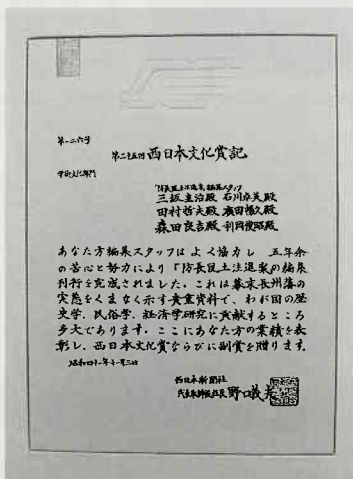 第一二六号
第二十五回西日本文化賞記
学術文化部門
防長風土注進案編集スタッフ
三坂圭治殿 石川卓美殿
田村哲夫殿 廣田暢久殿
森田良吉殿 利岡俊昭殿
あなた方編集スタッフはよく協力し 五年余
の苦心と努力により『防長風土注進案の編集
刊行を完成されました。これは幕末長州藩の
実態をくまなく示す貴重資料で、わが国の歴
史学、民俗学、経済学研究に貢献するところ
多大であります。ここにあなた方の業績を表
彰し、西日本文化賞ならびに副賞を贈ります。
昭和四十一年十一月三日
西日本新聞社
代表取締役社長 野口義夫